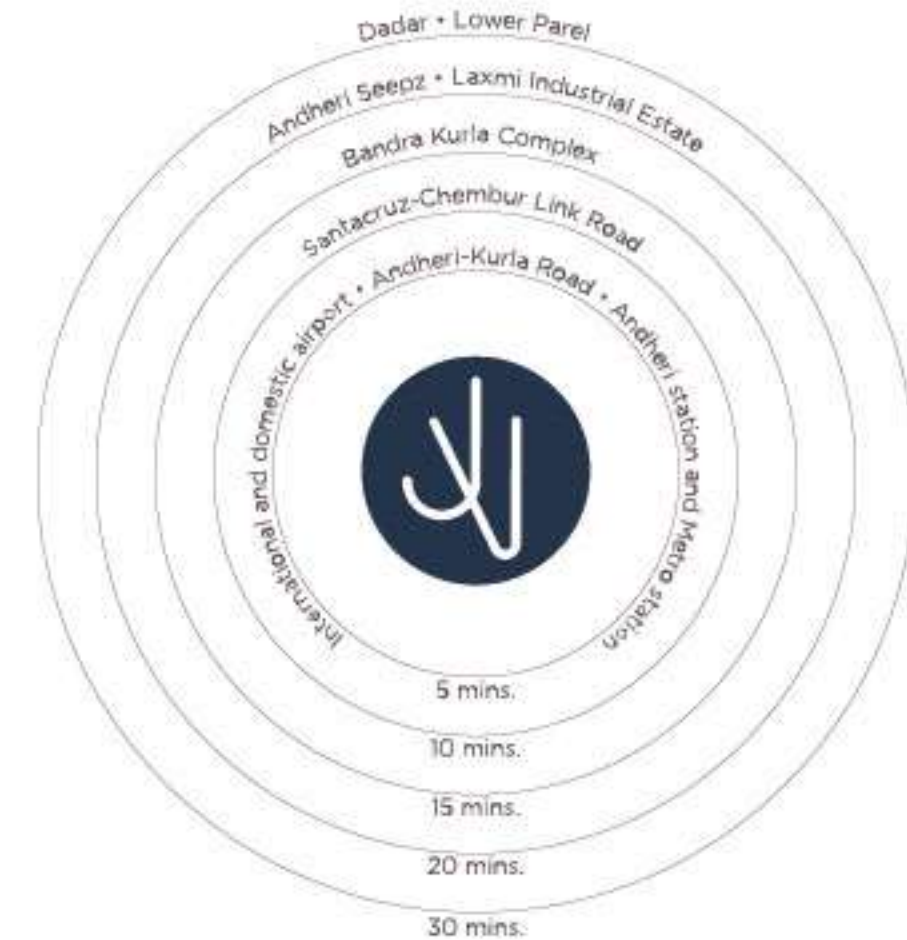 Dadar • Lower Parel
Andheri Seepz • Laxmi Industrial Estate
Bandra Kurla Complex
Santacruz-Chembur Link Road
International and domestic airport • Andheri-Kurla Road • Andheri station and Metro station
5 mins.
10 mins.
15 mins.
20 mins.
30 mins.